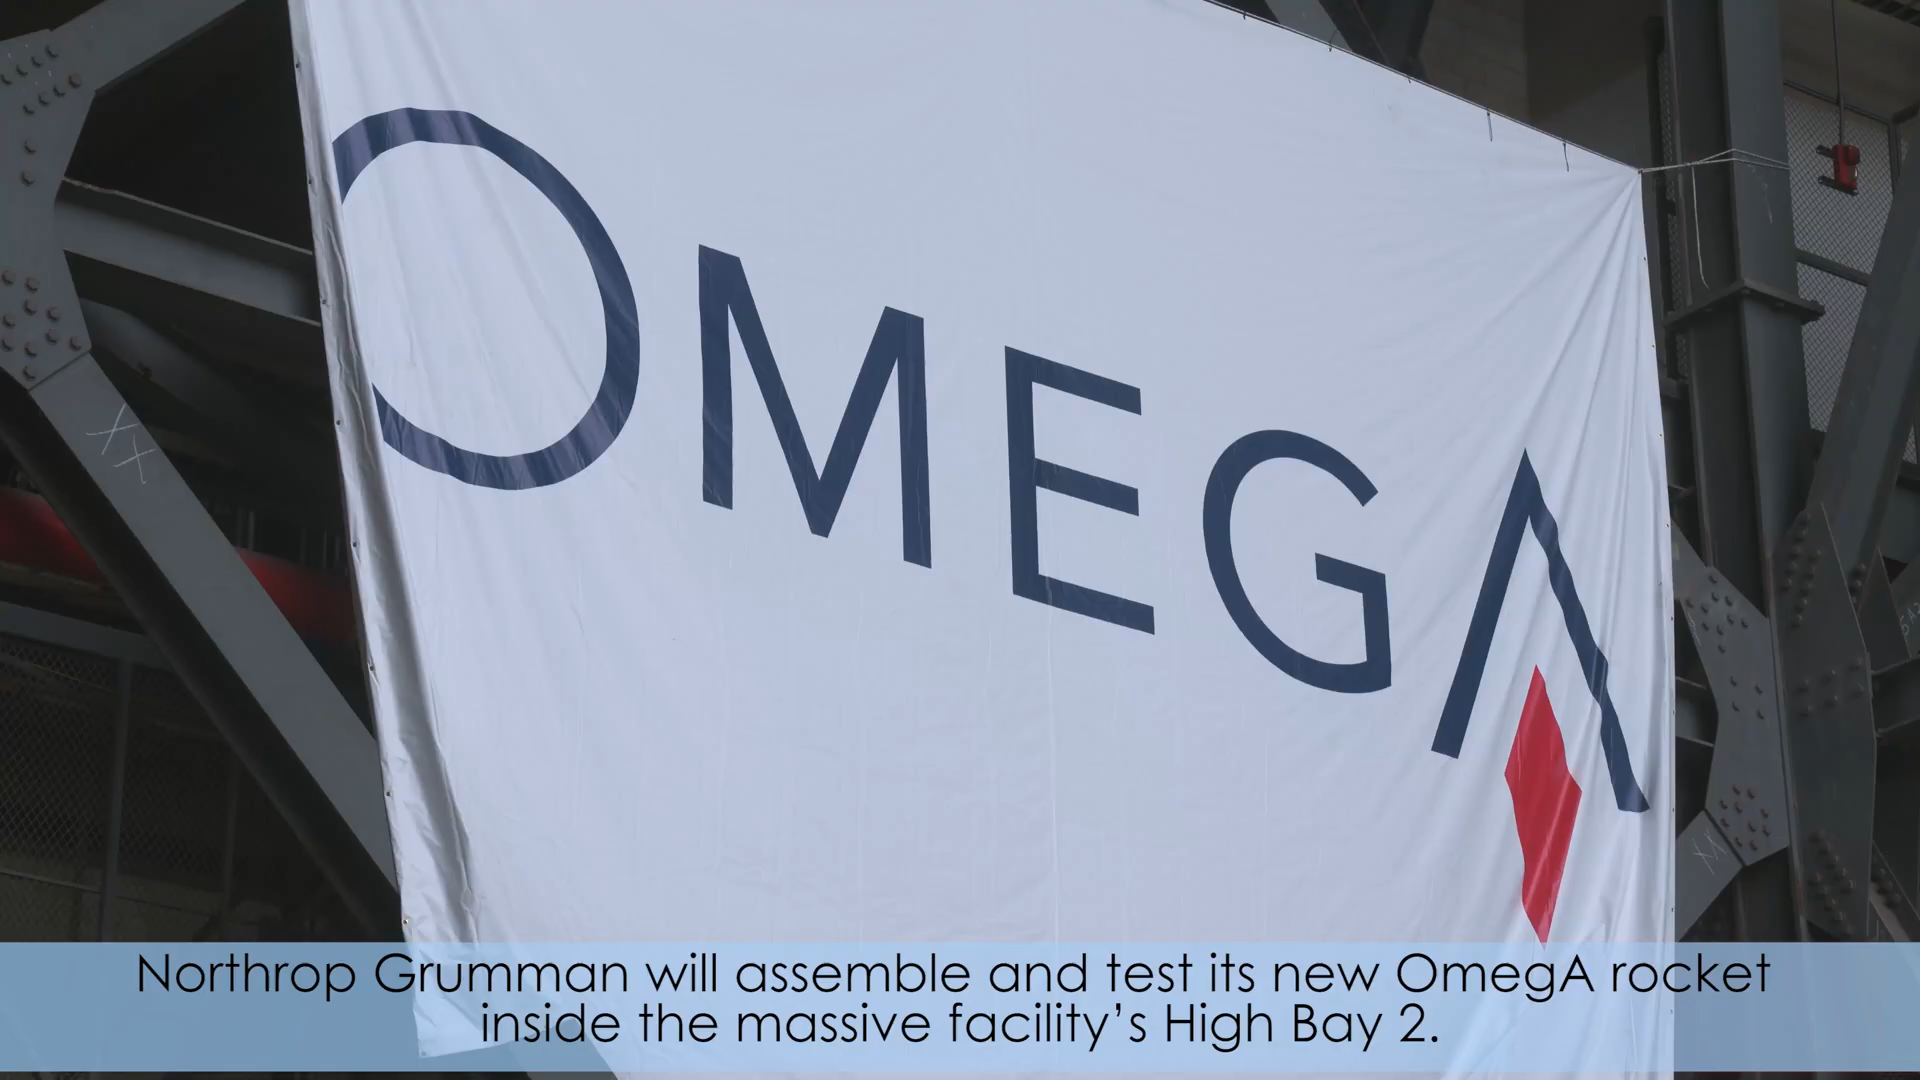 OMEGA
Northrop Grumman will assemble and test its new OmegA rocket
inside the massive facility’s High Bay 2.